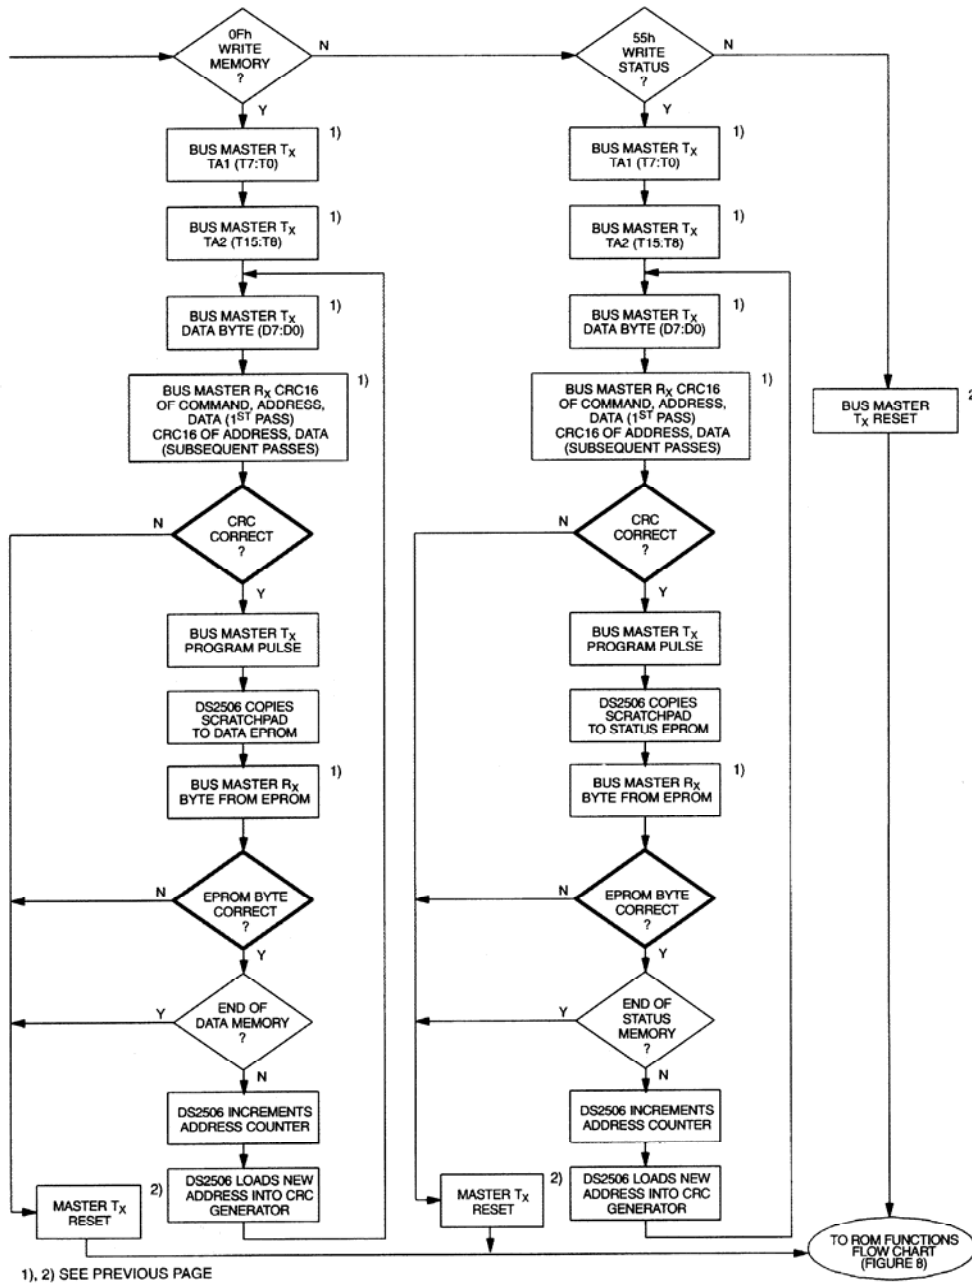 0Fh
WRITE
MEMORY
?
N
Y
55h
WRITE
STATUS
?
N
Y
BUS MASTER TX
TA1 (T7:T0)
1)
BUS MASTER TX
TA2 (T15:T8)
1)
BUS MASTER TX
DATA BYTE (D7:D0)
1)
BUS MASTER RX CRC16
OF COMMAND, ADDRESS,
DATA (1ST PASS)
CRC16 OF ADDRESS, DATA
(SUBSEQUENT PASSES)
1)
CRC
CORRECT
?
N
Y
BUS MASTER TX
PROGRAM PULSE
DS2506 COPIES
SCRATCHPAD
TO DATA EPROM
BUS MASTER RX
BYTE FROM EPROM
1)
EPROM BYTE
CORRECT
?
N
Y
END OF
DATA MEMORY
?
Y
N
DS2506 INCREMENTS
ADDRESS COUNTER
DS2506 LOADS NEW
ADDRESS INTO CRC
GENERATOR
MASTER TX
RESET
2)
BUS MASTER TX
TA1 (T7:T0)
1)
BUS MASTER TX
TA2 (T15:T8)
1)
BUS MASTER TX
DATA BYTE (D7:D0)
1)
BUS MASTER RX CRC16
OF COMMAND, ADDRESS,
DATA (1ST PASS)
CRC16 OF ADDRESS, DATA
(SUBSEQUENT PASSES)
1)
CRC
CORRECT
?
N
Y
BUS MASTER TX
PROGRAM PULSE
DS2506 COPIES
SCRATCHPAD
TO STATUS EPROM
BUS MASTER RX
BYTE FROM EPROM
1)
EPROM BYTE
CORRECT
?
N
Y
END OF
STATUS
MEMORY
?
Y
N
DS2506 INCREMENTS
ADDRESS COUNTER
DS2506 LOADS NEW
ADDRESS INTO CRC
GENERATOR
MASTER TX
RESET
2)
BUS MASTER
TX RESET
2
TO ROM FUNCTIONS
FLOW CHART
(FIGURE 8)
1), 2) SEE PREVIOUS PAGE